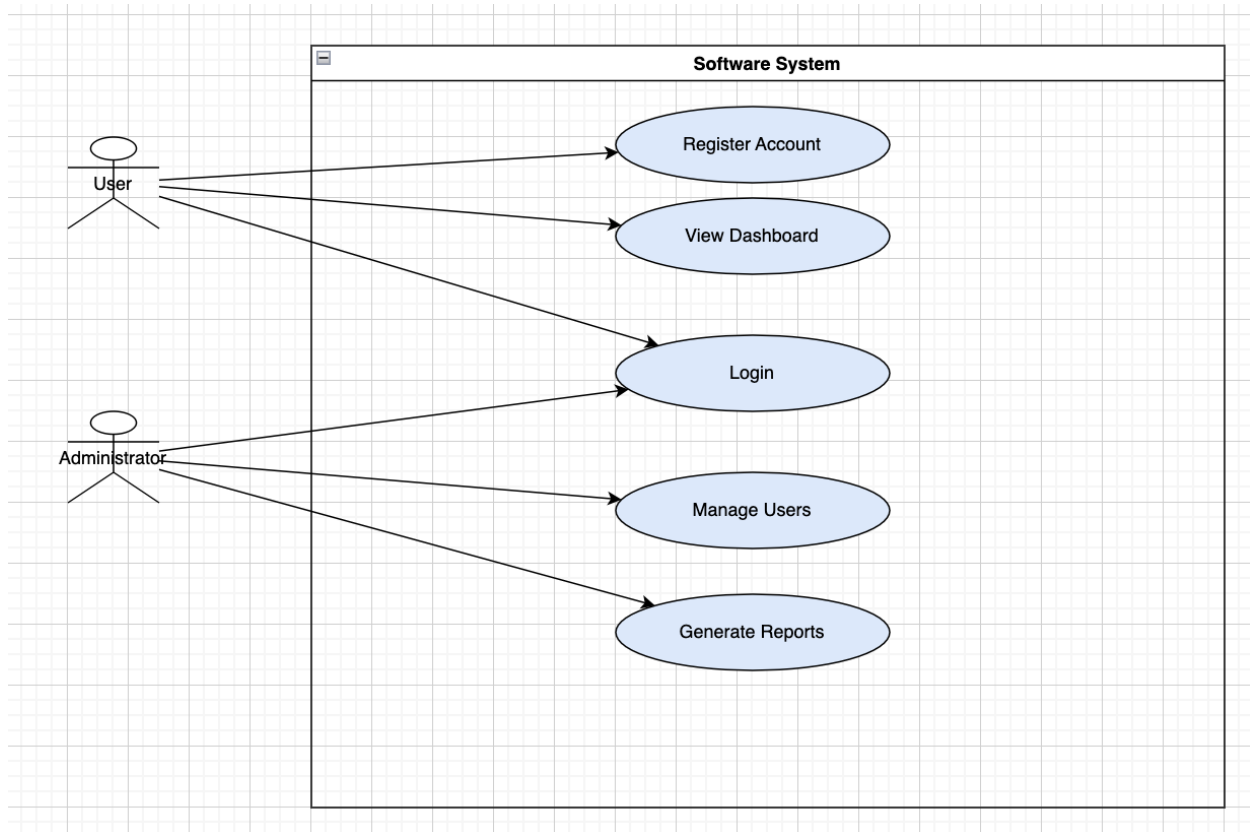 Software System
Register Account
User
View Dashboard
Login
Administrator
Manage Users
Generate Reports